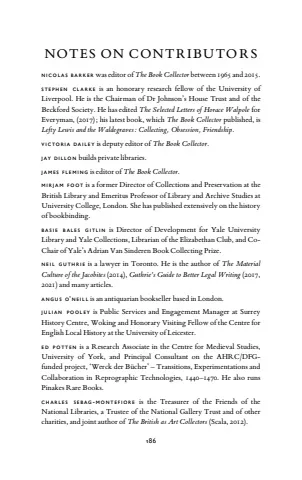 NOTES ON CONTRIBUTORS
NICOLAS BARKER was editor of The Book Collector between 1965 and 2015.
STEPHEN CLARKE is an honorary research fellow of the University of
Liverpool. He is the Chairman of Dr Johnson's House Trust and of the
Beckford Society. He has edited The Selected Letters of Horace Walpole for
Everyman, (2017); his latest book, which The Book Collector published, is
Lefty Lewis and the Waldegraves: Collecting, Obsession, Friendship.
VICTORIA DAILEY is deputy editor of The Book Collector.
JAY DILLON builds private libraries.
JAMES FLEMING is editor of The Book Collector.
MIRJAM FOOT is a former Director of Collections and Preservation at the
British Library and Emeritus Professor of Library and Archive Studies at
University College, London. She has published extensively on the history
of bookbinding.
BASIE BALES GITLIN is Director of Development for Yale University
Library and Yale Collections, Librarian of the Elizabethan Club, and Co-
Chair of Yale's Adrian Van Sinderen Book Collecting Prize.
NEIL GUTHRIE is a lawyer in Toronto. He is the author of The Material
Culture of the Jacobites (2014), Guthrie's Guide to Better Legal Writing (2017,
2021) and many articles.
ANGUS O'NEILL is an antiquarian bookseller based in London.
JULIAN POOLEY is Public Services and Engagement Manager at Surrey
History Centre, Woking and Honorary Visiting Fellow of the Centre for
English Local History at the University of Leicester.
ED POTTEN is a Research Associate in the Centre for Medieval Studies,
University of York, and Principal Consultant on the AHRC/DFG-
funded project, 'Werck der Bücher' – Transitions, Experimentations and
Collaboration in Reprographic Technologies, 1440–1470. He also runs
Pinakes Rare Books.
CHARLES SEBAG-MONTEFIORE is the Treasurer of the Friends of the
National Libraries, a Trustee of the National Gallery Trust and of other
charities, and joint author of The British as Art Collectors (Scala, 2012).
186